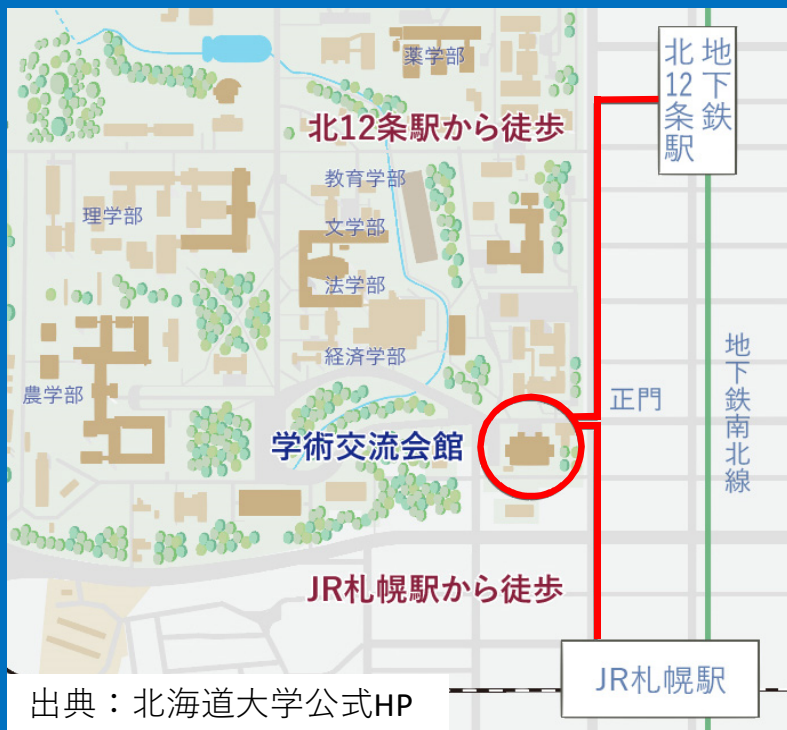 薬学部
地下鉄
北12条駅
北12条駅から徒歩
教育学部
理学部
文学部
法学部
経済学部
農学部
正門
地下鉄南北線
学術交流会館
JR札幌駅から徒歩
JR札幌駅
出典：北海道大学公式HP